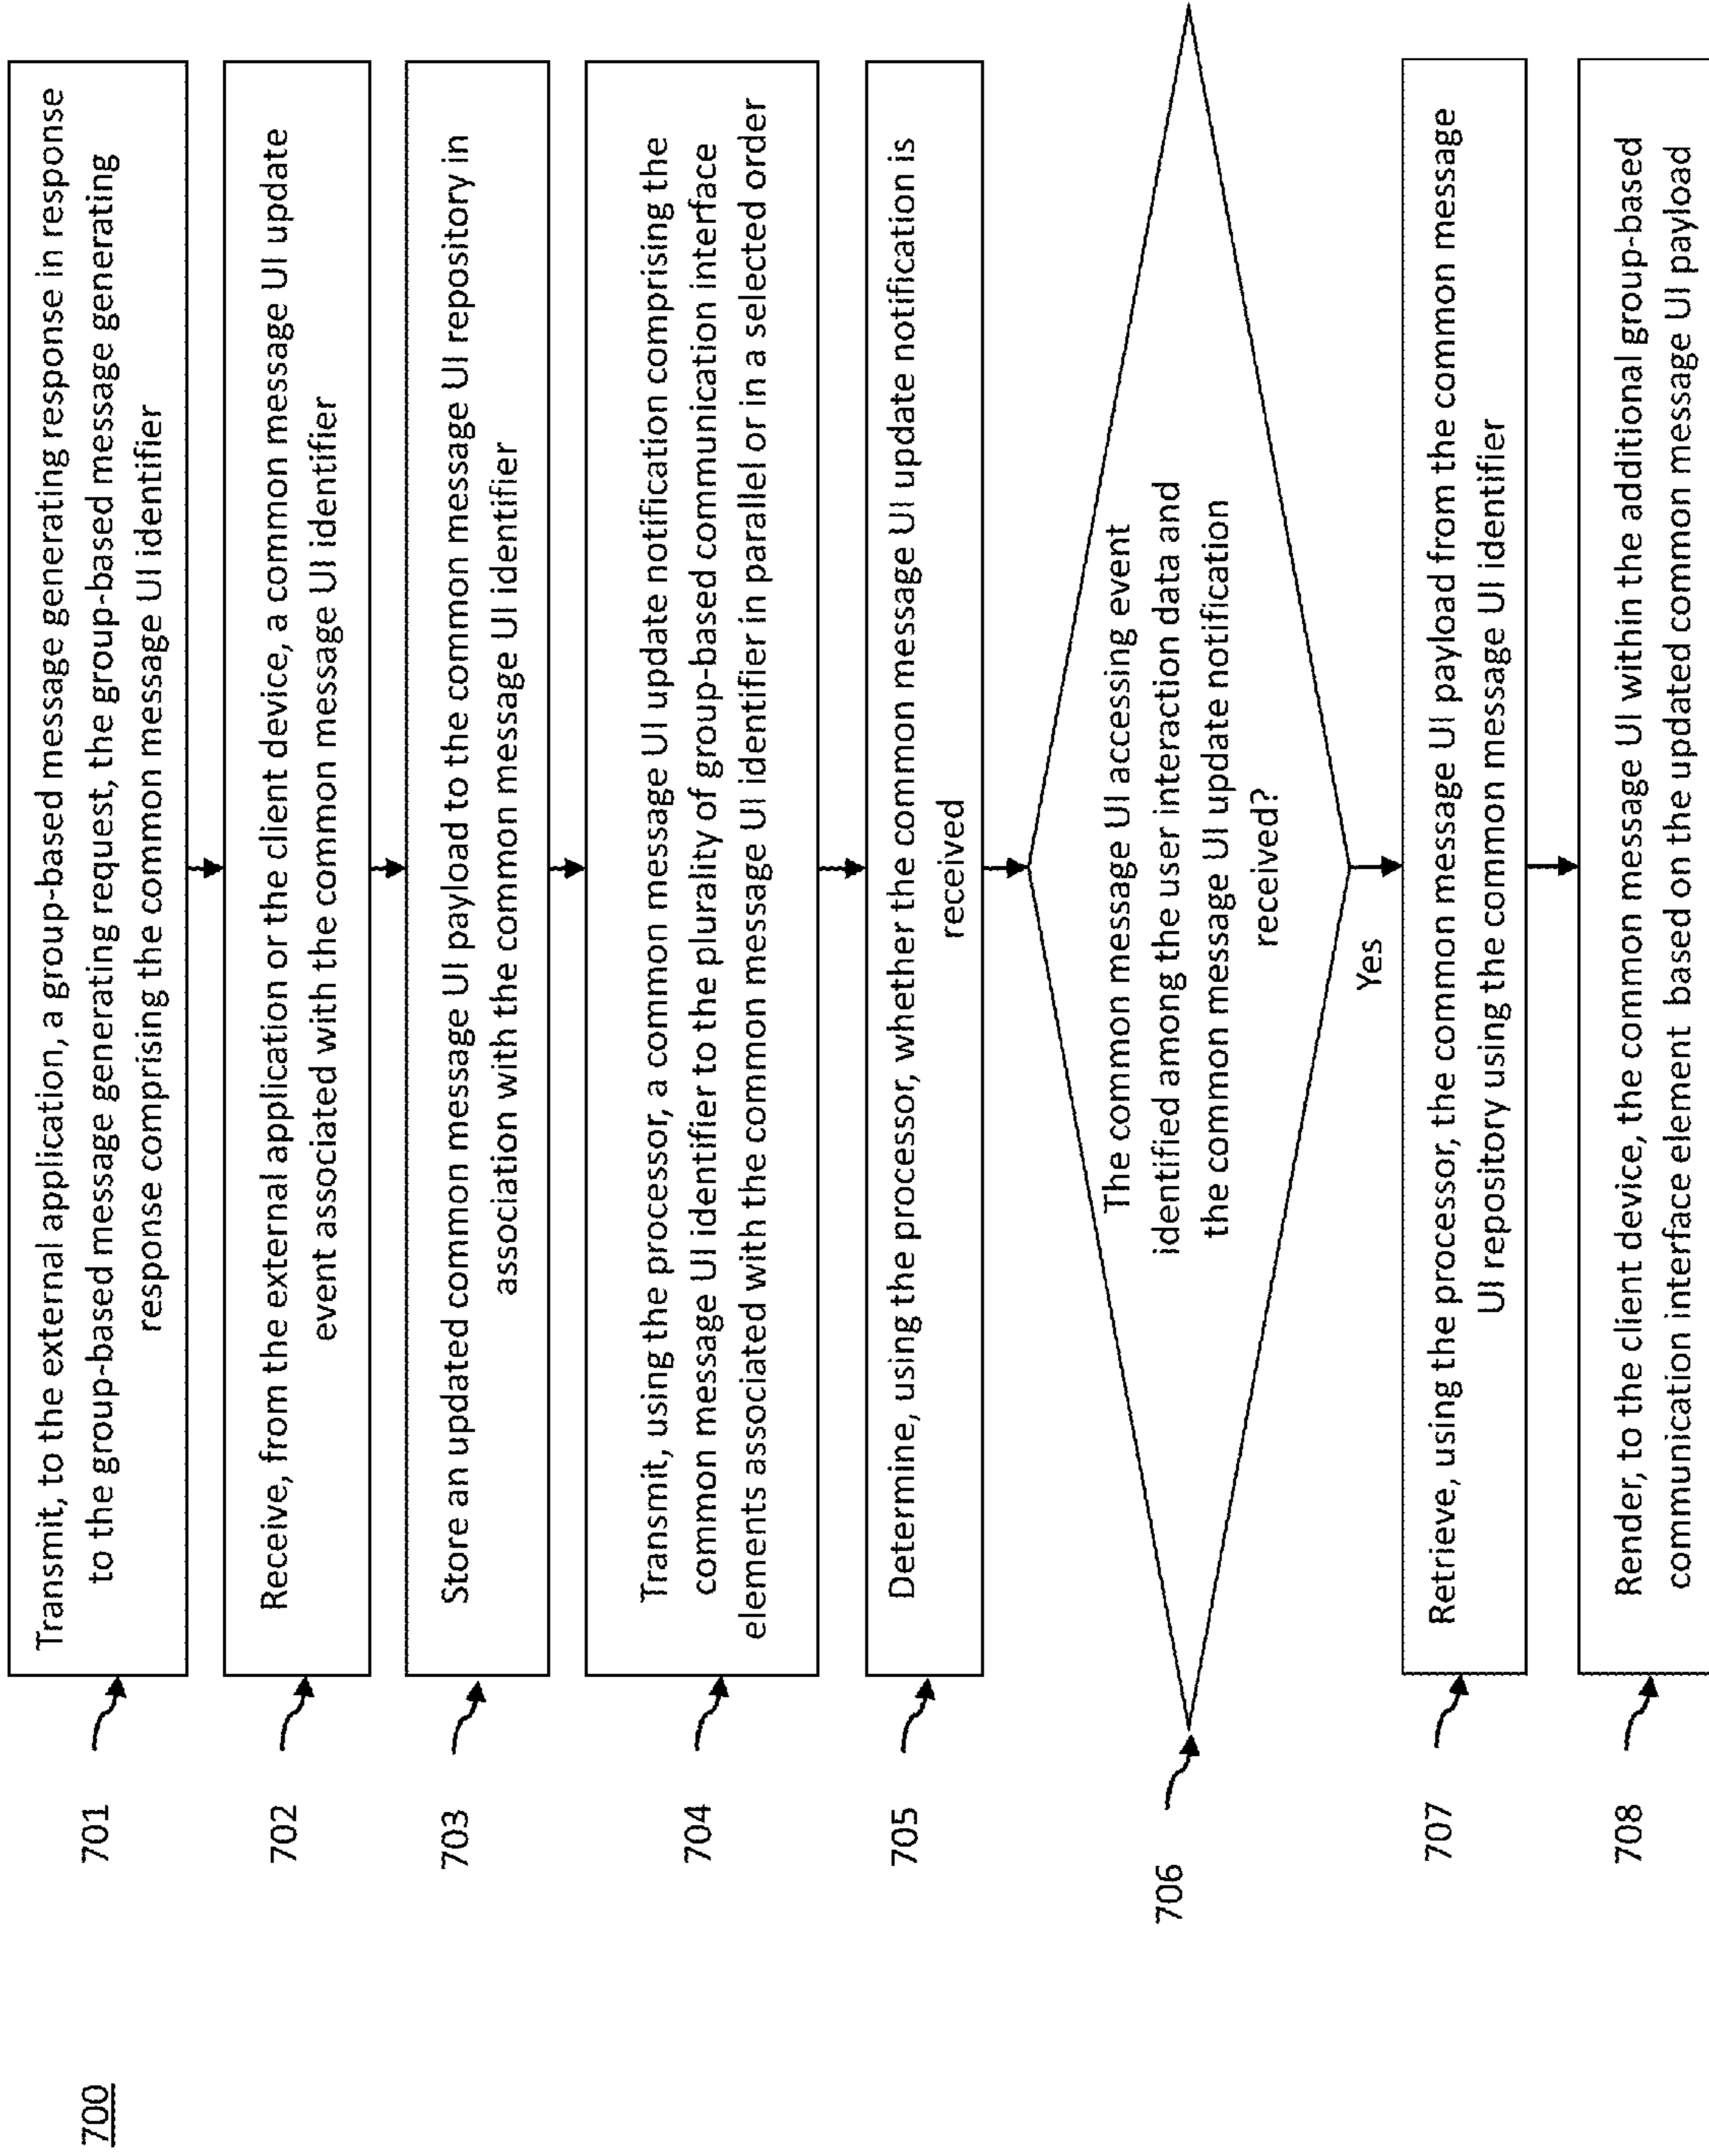 700
701
Transmit, to the external application, a group-based message generating response in response
to the group-based message generating request, the group-based message generating
response comprising the common message UI identifier
702
Receive, from the external application or the client device, a common message UI update
event associated with the common message UI identifier
703
Store an updated common message UI payload to the common message UI repository in
association with the common message UI identifier
704
Transmit, using the processor, a common message UI update notification comprising the
common message UI identifier to the plurality of group-based communication interface
elements associated with the common message UI identifier in parallel or in a selected order
705
Determine, using the processor, whether the common message UI update notification is
received
706
The common message UI accessing event
identified among the user interaction data and
the common message UI update notification
received?
Yes
707
Retrieve, using the processor, the common message UI payload from the common message
UI repository using the common message UI identifier
708
Render, to the client device, the common message UI within the additional group-based
communication interface element based on the updated common message UI payload